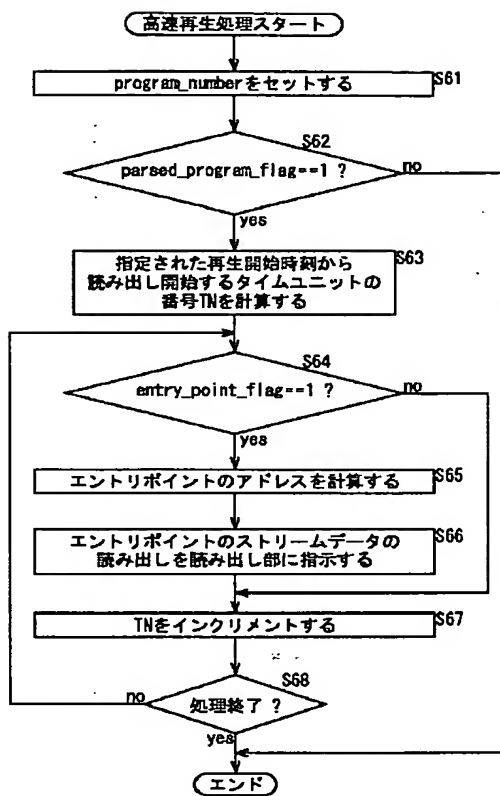 高速再生処理スタート
program_numberをセットする
S61
S62
parsed_program_flag==1 ?
no
yes
指定された再生開始時刻から
読み出し開始するタイムユニットの
番号TNを計算する
S63
S64
entry_point_flag==1 ?
no
yes
エントリポイントのアドレスを計算する
S65
エントリポイントのストリームデータの
読み出しを読み出し部に指示する
S66
TNをインクリメントする
S67
S68
no
処理終了 ?
yes
エンド